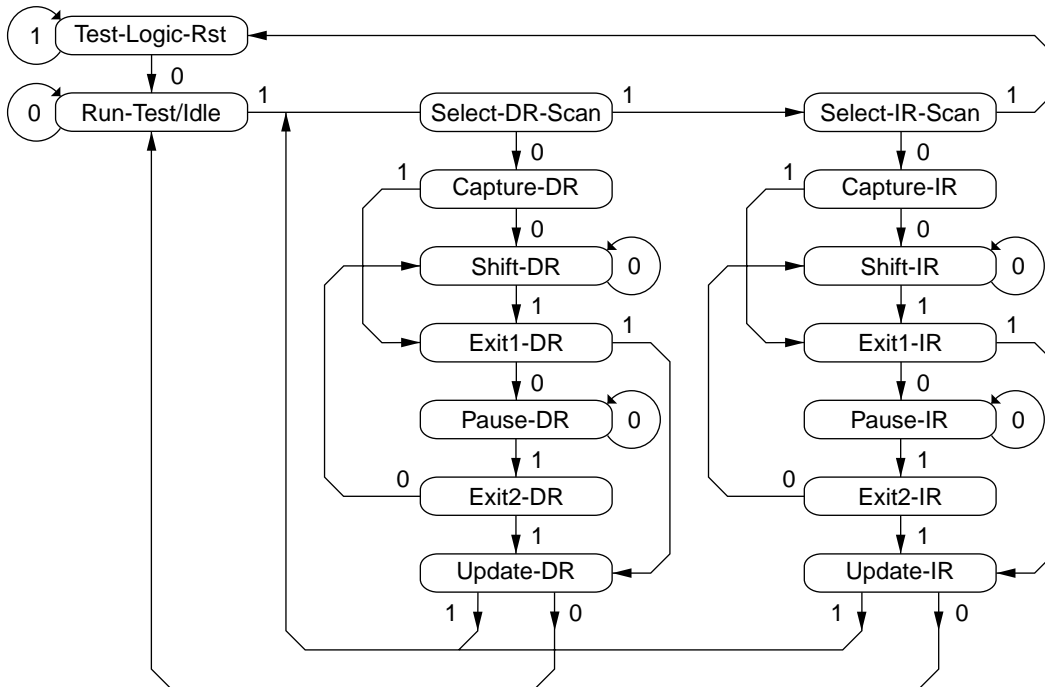 1 Test-Logic-Rst
0
0 Run-Test/Idle 1 Select-DR-Scan 1 Select-IR-Scan 1
0 0
1 Capture-DR 1 Capture-IR
0 0
Shift-DR 0 Shift-IR 0
1 1
Exit1-DR 1 Exit1-IR 1
0 0
Pause-DR 0 Pause-IR 0
1 1
0 Exit2-DR 0 Exit2-IR
1 1
Update-DR Update-IR
1 0 1 0